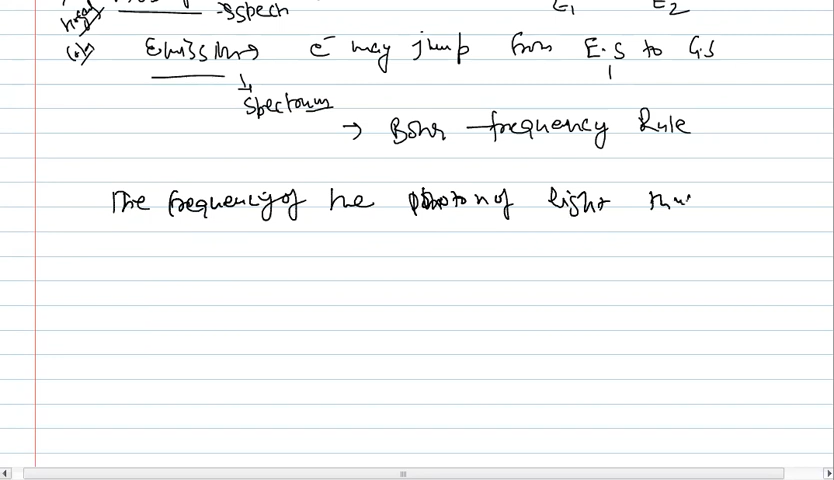 → Spech
E1 E2
(b) Emission → e⁻ may jump from E.S to G.S
↳ Spectrum
→ Bohr frequency Rule
The frequency of the photon of light